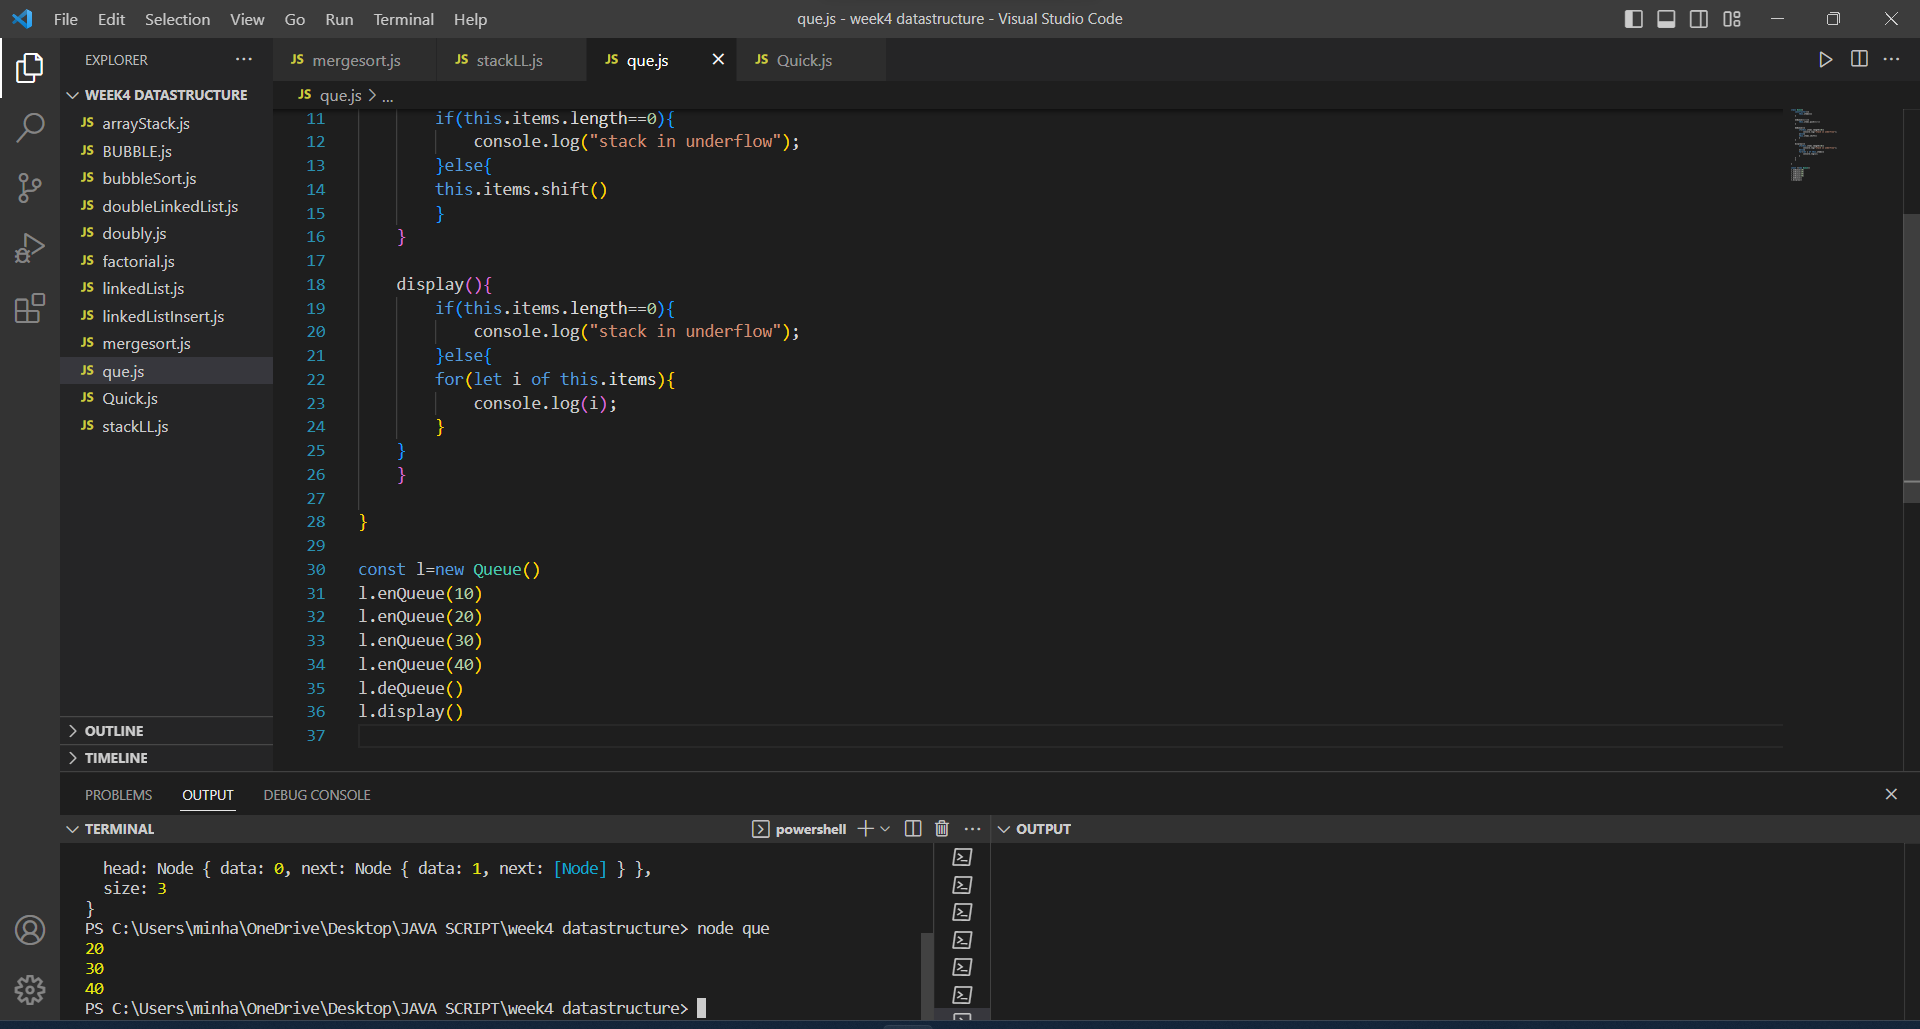 File Edit Selection View Go Run Terminal Help
que.js - week4 datastructure - Visual Studio Code
EXPLORER
WEEK4 DATASTRUCTURE
JS arrayStack.js
JS BUBBLE.js
JS bubbleSort.js
JS doubleLinkedList.js
JS doubly.js
JS factorial.js
JS linkedList.js
JS linkedListInsert.js
JS mergesort.js
JS que.js
JS Quick.js
JS stackLL.js
OUTLINE
TIMELINE
JS mergesort.js JS stackLL.js JS que.js JS Quick.js
JS que.js > ...
11 if(this.items.length==0){
12 console.log("stack in underflow");
13 }else{
14 this.items.shift()
15 }
16 }
17
18 display(){
19 if(this.items.length==0){
20 console.log("stack in underflow");
21 }else{
22 for(let i of this.items){
23 console.log(i);
24 }
25 }
26 }
27
28 }
29
30 const l=new Queue()
31 l.enQueue(10)
32 l.enQueue(20)
33 l.enQueue(30)
34 l.enQueue(40)
35 l.deQueue()
36 l.display()
37
PROBLEMS OUTPUT DEBUG CONSOLE
TERMINAL
powershell
OUTPUT
head: Node { data: 0, next: Node { data: 1, next: [Node] } },
size: 3
}
PS C:\Users\minha\OneDrive\Desktop\JAVA SCRIPT\week4 datastructure> node que
20
30
40
PS C:\Users\minha\OneDrive\Desktop\JAVA SCRIPT\week4 datastructure>